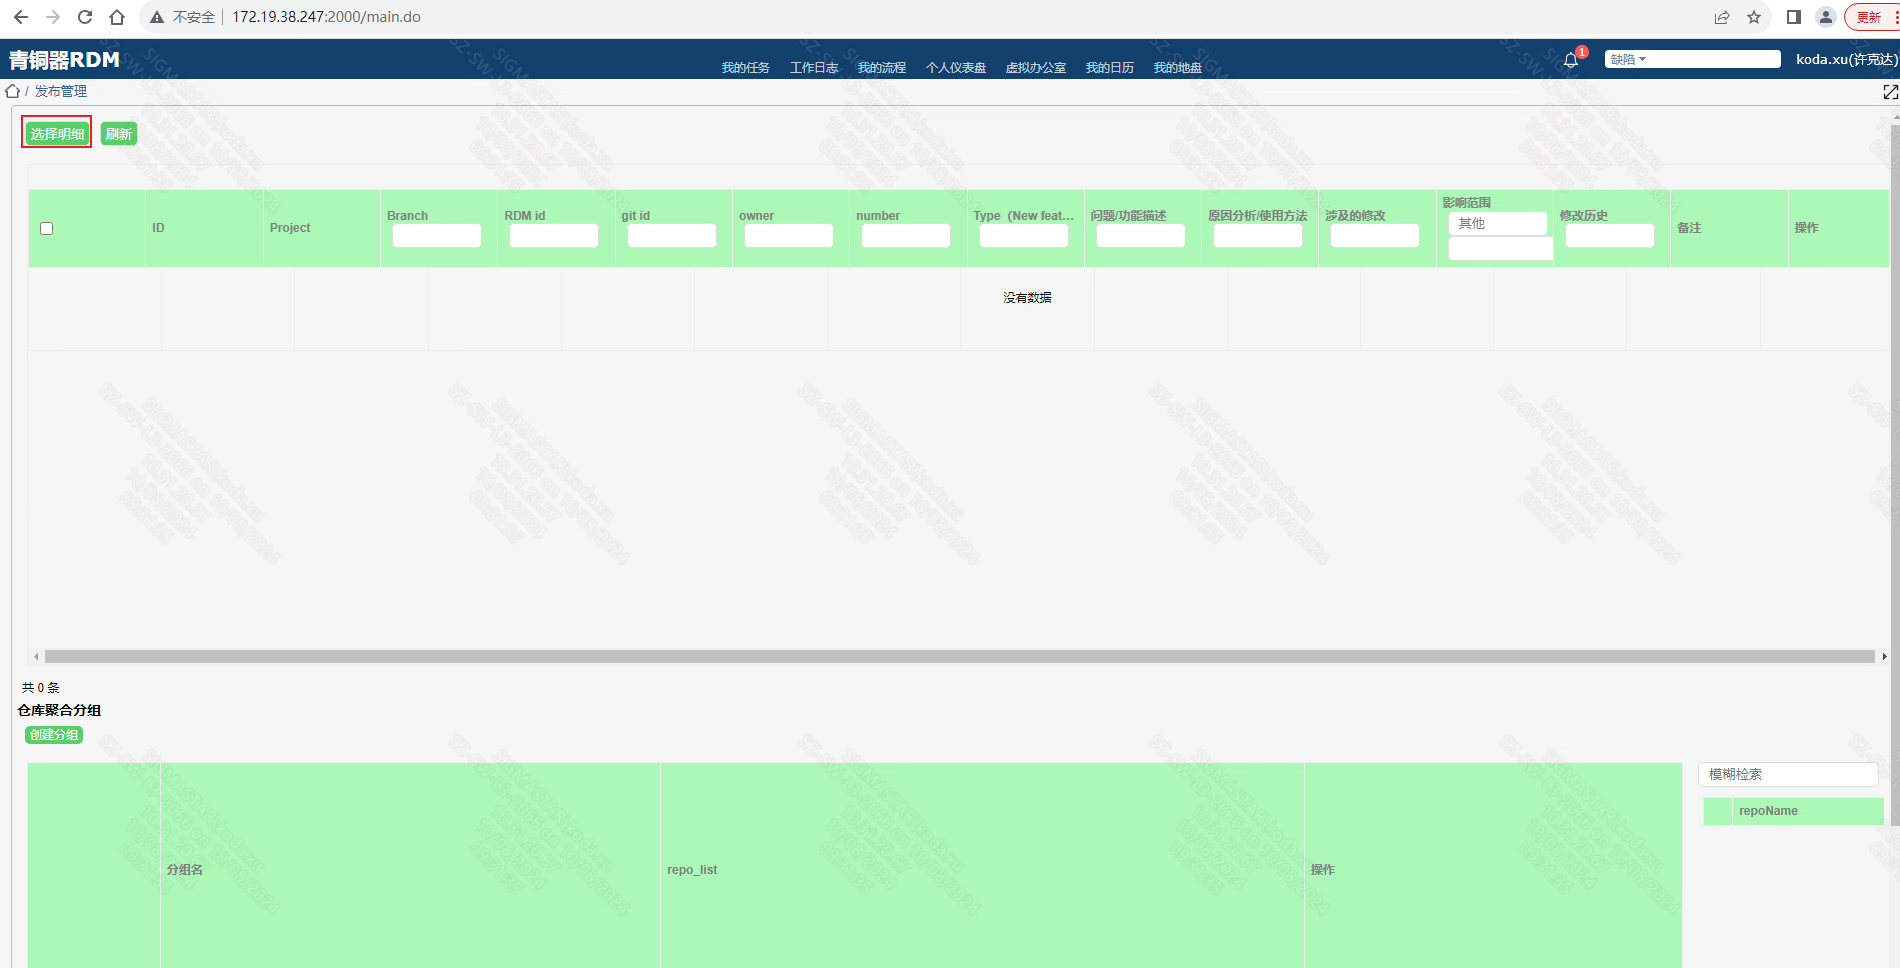 不安全 172.19.38.247:2000/main.do 更新
青铜器RDM 我的任务 工作日志 我的流程 个人仪表盘 虚拟办公室 我的日历 我的地盘 1 缺陷 koda.xu(许克达)
/ 发布管理
选择明细 刷新
ID Project Branch RDM id git id owner number Type（New feat... 问题/功能描述 原因分析/使用方法 涉及的修改 影响范围 修改历史 备注 操作
其他
没有数据
共 0 条
仓库聚合分组
创建分组
模糊检索
repoName
分组名 repo_list 操作